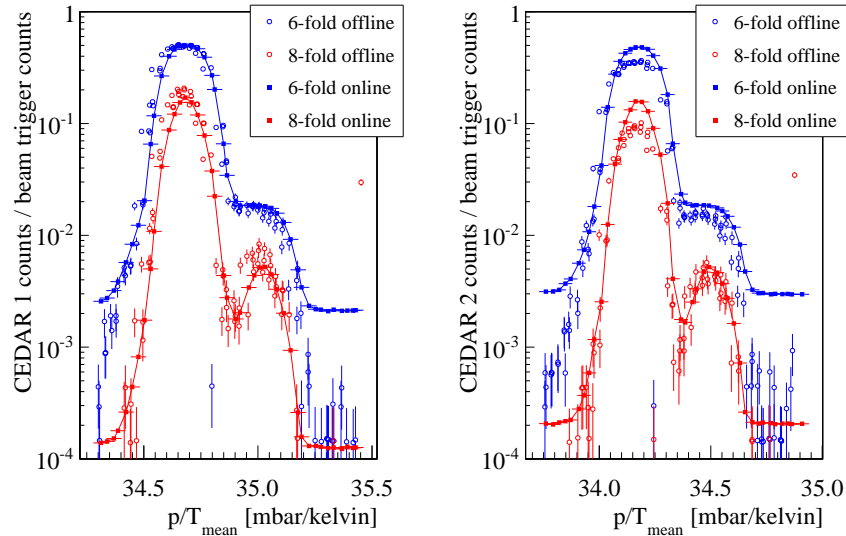 CEDAR 1 counts / beam trigger counts
1
10^-1
10^-2
10^-3
10^-4
6-fold offline
8-fold offline
6-fold online
8-fold online
34.5 35.0 35.5
p/T_mean [mbar/kelvin]
CEDAR 2 counts / beam trigger counts
1
10^-1
10^-2
10^-3
10^-4
6-fold offline
8-fold offline
6-fold online
8-fold online
34.0 34.5 35.0
p/T_mean [mbar/kelvin]